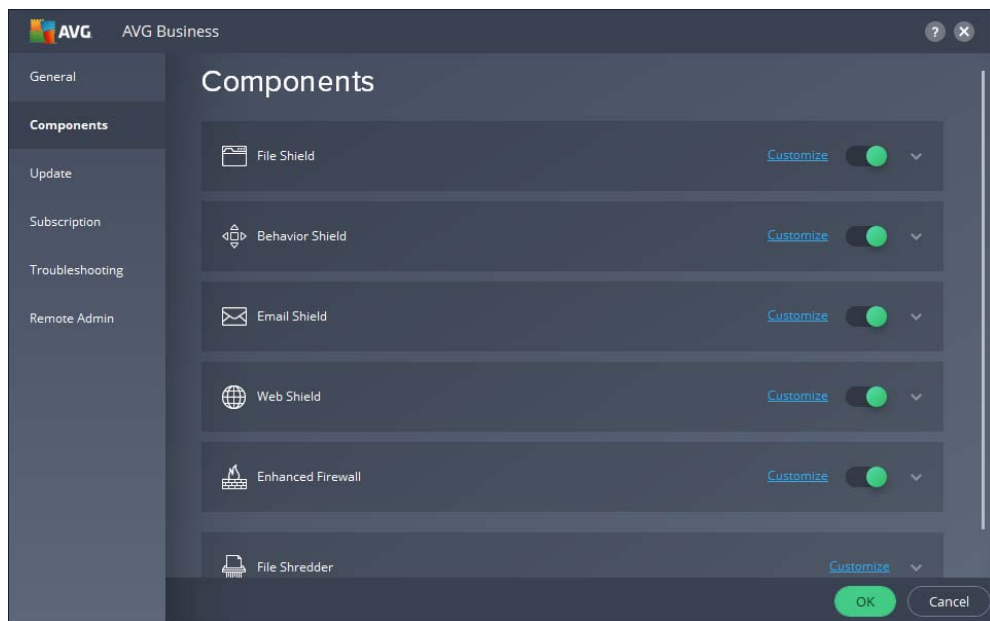 AVG AVG Business ?
General
Components
Update
Subscription
Troubleshooting
Remote Admin
Components
File Shield Customize
Behavior Shield Customize
Email Shield Customize
Web Shield Customize
Enhanced Firewall Customize
File Shredder Customize
OK Cancel